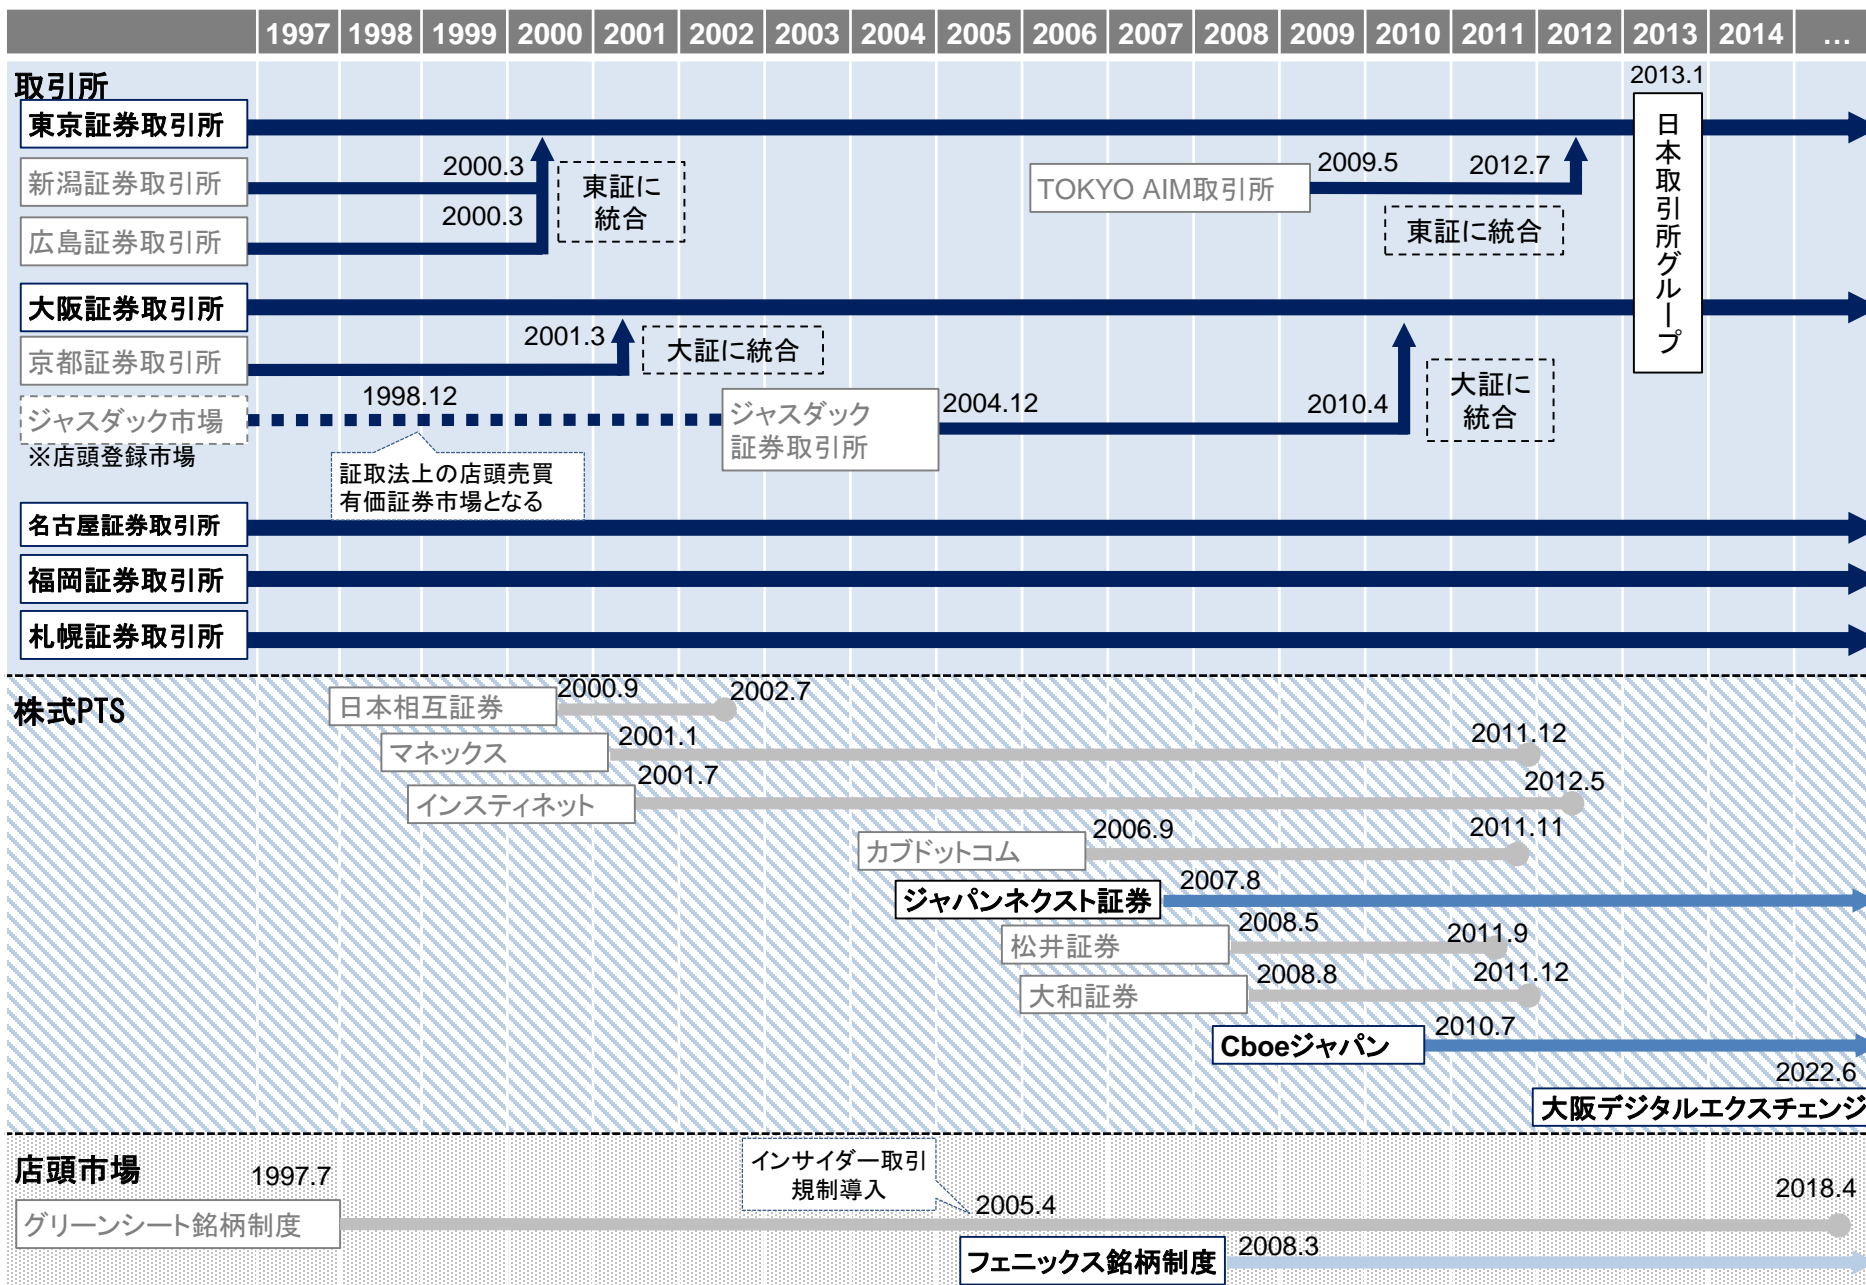 1997 1998 1999 2000 2001 2002 2003 2004 2005 2006 2007 2008 2009 2010 2011 2012 2013 2014 …
取引所
2013.1
東京証券取引所
新潟証券取引所
2000.3
広島証券取引所
2000.3
東証に
統合
TOKYO AIM取引所
2009.5
2012.7
東証に統合
日本取引所グループ
大阪証券取引所
京都証券取引所
2001.3
大証に統合
ジャスダック市場
※店頭登録市場
1998.12
証取法上の店頭売買
有価証券市場となる
ジャスダック
証券取引所
2004.12
2010.4
大証に
統合
名古屋証券取引所
福岡証券取引所
札幌証券取引所
株式PTS
日本相互証券
2000.9
2002.7
マネックス
2001.1
2011.12
インスティネット
2001.7
2012.5
カブドットコム
2006.9
2011.11
ジャパンネクスト証券
2007.8
松井証券
2008.5
2011.9
大和証券
2008.8
2011.12
Cboeジャパン
2010.7
2022.6
大阪デジタルエクスチェンジ
店頭市場
1997.7
グリーンシート銘柄制度
インサイダー取引
規制導入
2005.4
2018.4
フェニックス銘柄制度
2008.3